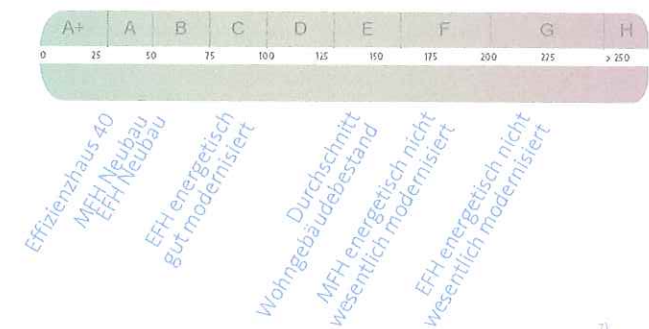 A+ A B C D E F G H
0 25 50 75 100 125 150 175 200 225 >250
Effizienzhaus 40
MFH Neubau
EFH Neubau
EFH energetisch
gut modernisiert
Durchschnitt
Wohngebäudebestand
MFH energetisch nicht
wesentlich modernisiert
EFH energetisch nicht
wesentlich modernisiert